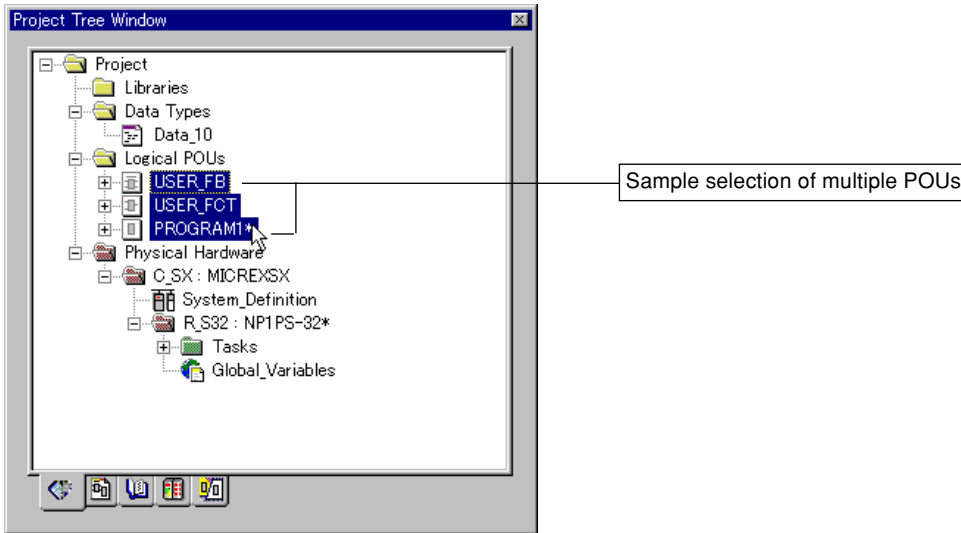 Project Tree Window
Project
Libraries
Data Types
Data_10
Logical POUs
USER_FB
Sample selection of multiple POUs
USER_FCT
PROGRAM1*
Physical Hardware
C_SX : MICREXSX
System_Definition
R_S32 : NP1PS-32*
Tasks
Global_Variables